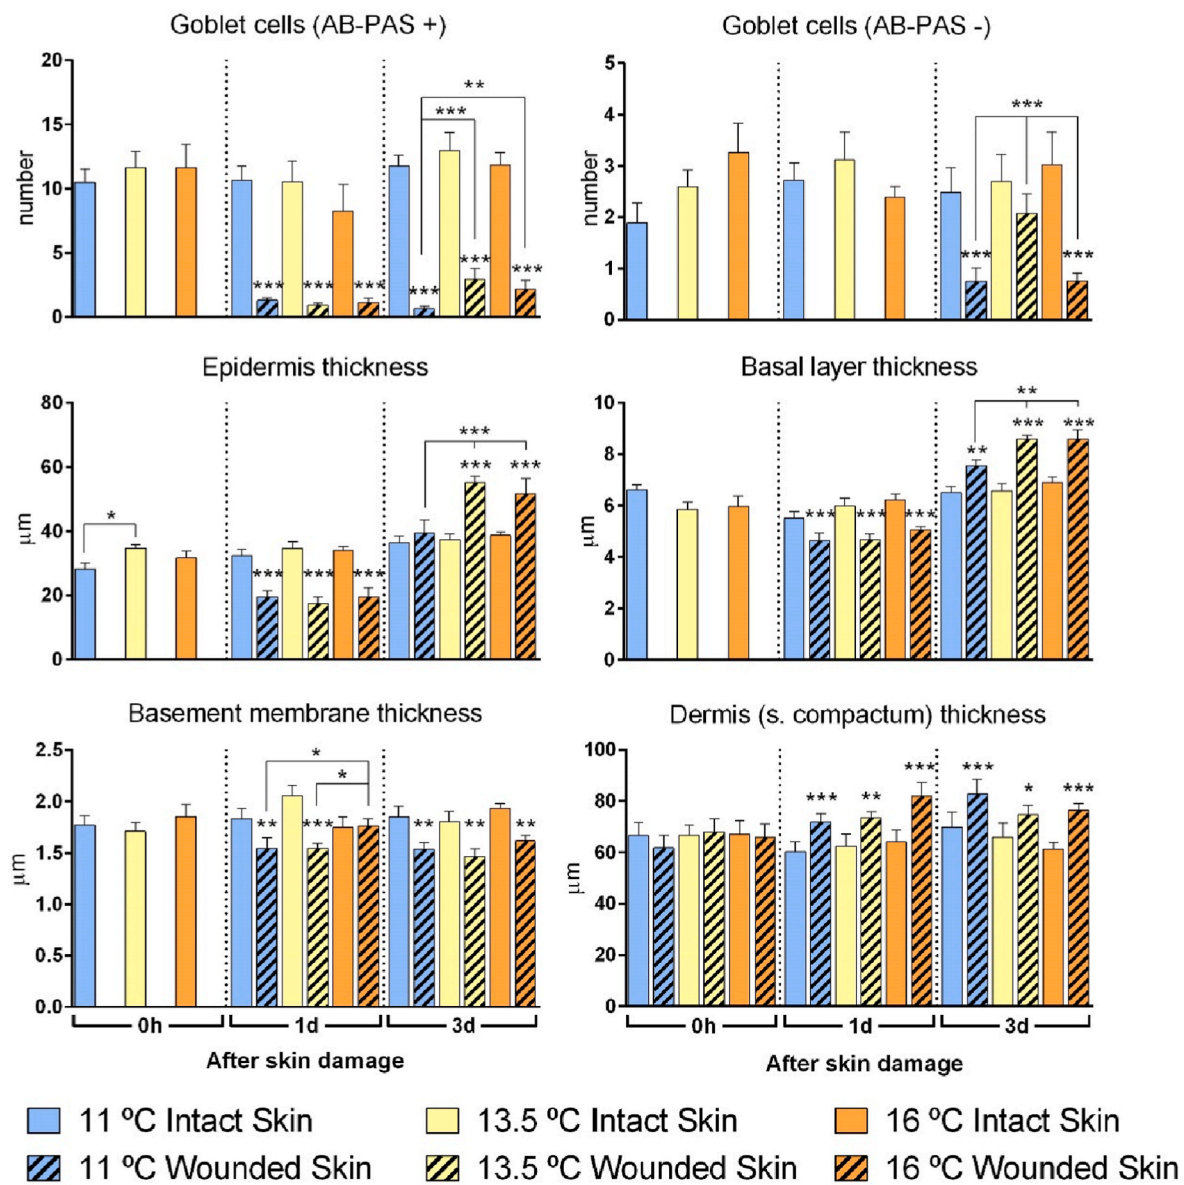 Goblet cells (AB-PAS +)
Goblet cells (AB-PAS -)
20
15
10
5
0
number
**
***
*** *** *** *** *** ***
5
4
3
2
1
0
number
***
*** ***
Epidermis thickness
Basal layer thickness
80
60
40
20
0
µm
*
*** *** ***
***
*** ***
10
8
6
4
2
0
µm
*** *** ***
**
** *** ***
Basement membrane thickness
Dermis (s. compactum) thickness
2.5
2.0
1.5
1.0
0.5
0.0
µm
*
*
** *** ** ** **
0h 1d 3d
After skin damage
100
80
60
40
20
0
µm
*** ** *** *** * ***
0h 1d 3d
After skin damage
11 ºC Intact Skin
13.5 ºC Intact Skin
16 ºC Intact Skin
11 ºC Wounded Skin
13.5 ºC Wounded Skin
16 ºC Wounded Skin